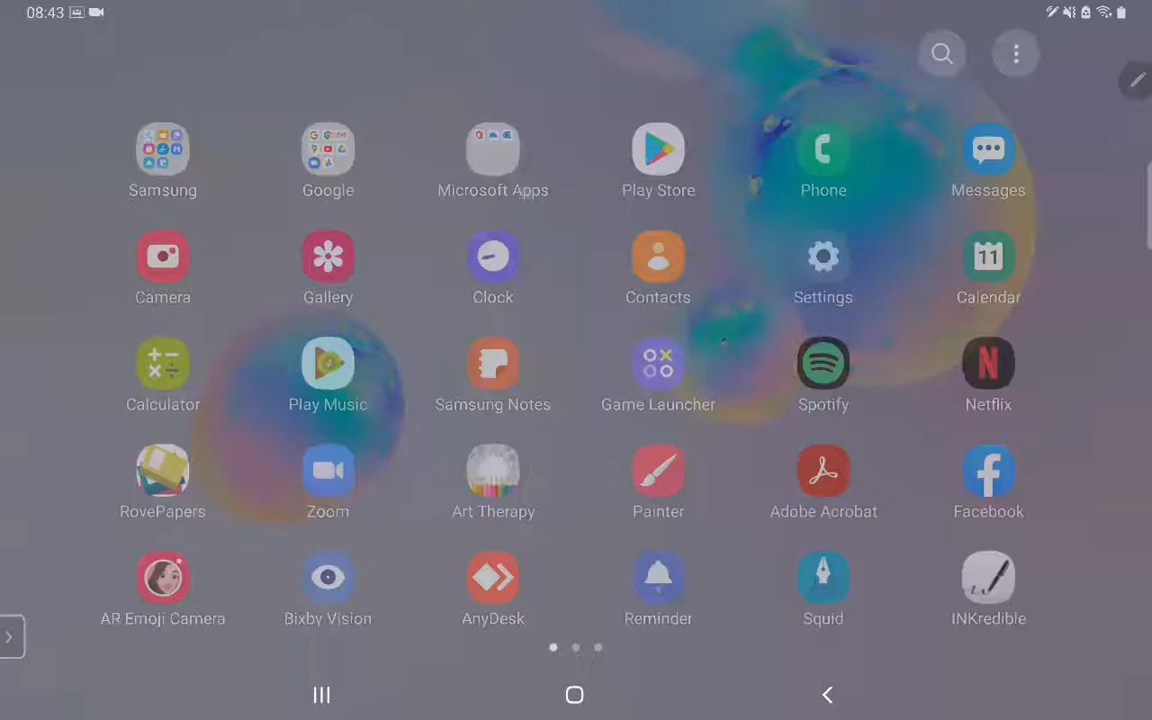 08:43
Samsung Google Microsoft Apps Play Store Phone Messages
11
Camera Gallery Clock Contacts Settings Calendar
N
Calculator Play Music Samsung Notes Game Launcher Spotify Netflix
RovePapers Zoom Art Therapy Painter Adobe Acrobat Facebook
AR Emoji Camera Bixby Vision AnyDesk Reminder Squid INKredible